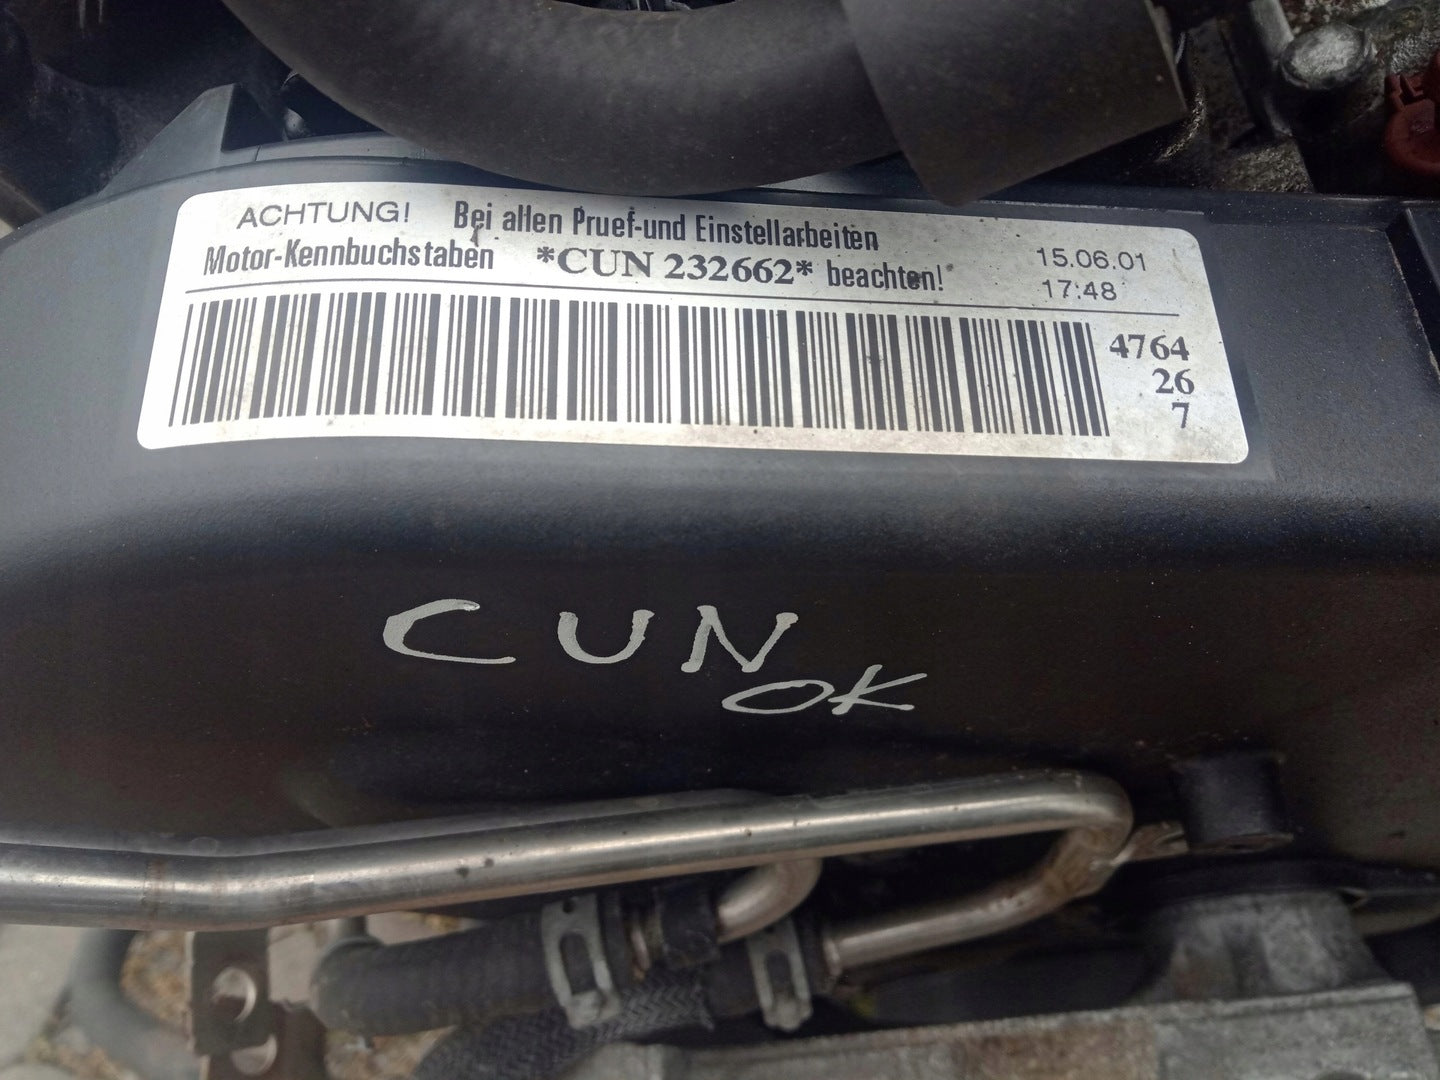 ACHTUNG! Bei allen Pruef-und Einstellarbeiten
Motor-Kennbuchstaben *CUN 232662* beachten!
15.06.01
17:48
4764
26
7
CUN
OK